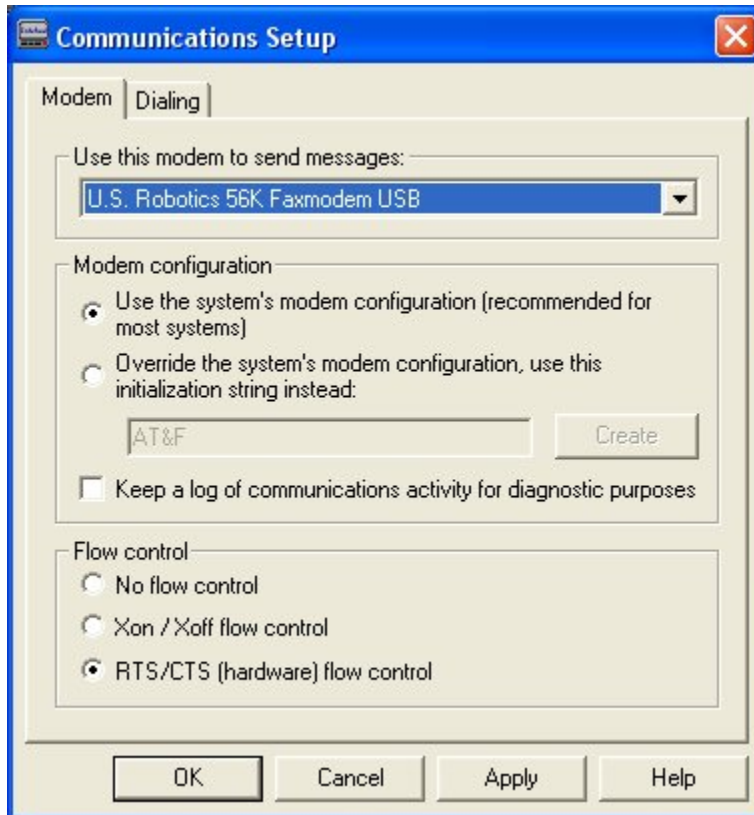 Communications Setup
Modem
Dialing
Use this modem to send messages:
U.S. Robotics 56K Faxmodem USB
Modem configuration
Use the system's modem configuration (recommended for
most systems)
Override the system's modem configuration, use this
initialization string instead:
AT&F
Create
Keep a log of communications activity for diagnostic purposes
Flow control
No flow control
Xon / Xoff flow control
RTS/CTS (hardware) flow control
OK
Cancel
Apply
Help